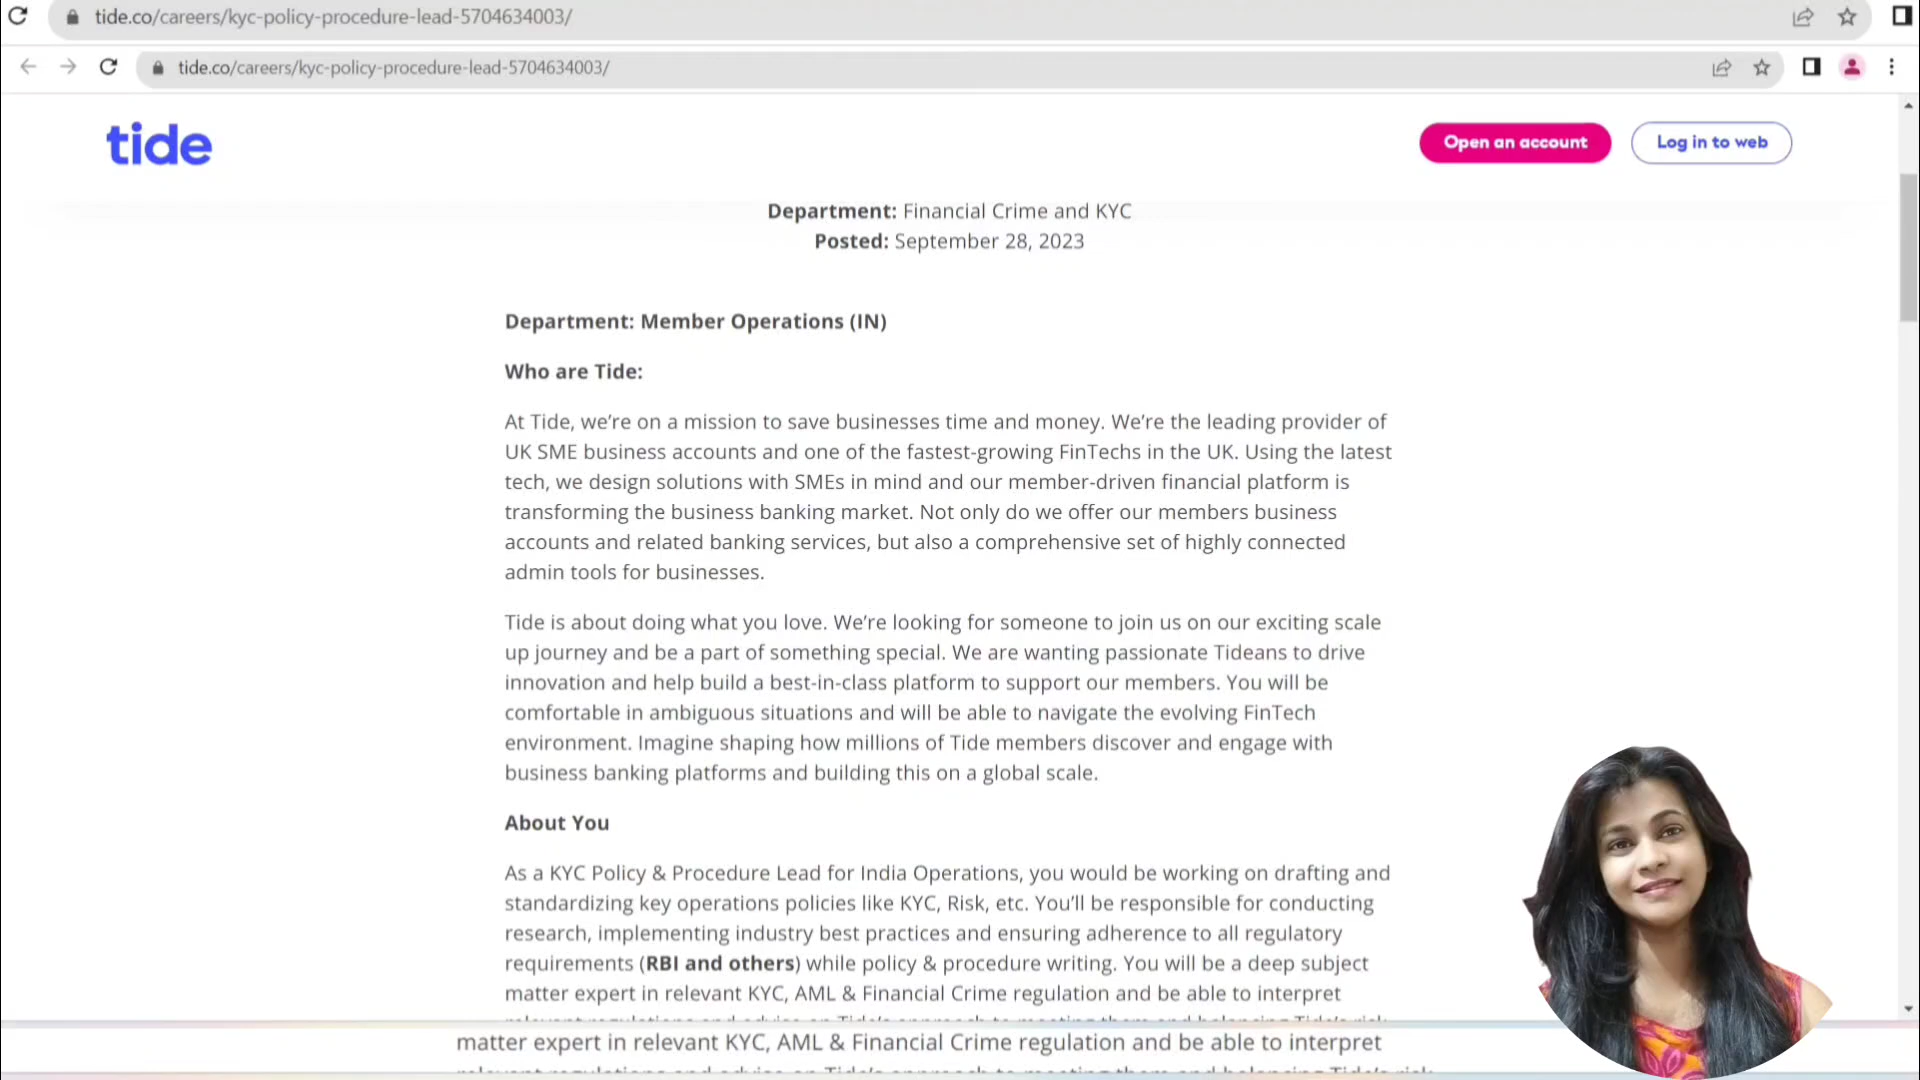 tide.co/careers/kyc-policy-procedure-lead-5704634003/
tide.co/careers/kyc-policy-procedure-lead-5704634003/
tide
Open an account
Log in to web
Department: Financial Crime and KYC
Posted: September 28, 2023
Department: Member Operations (IN)
Who are Tide:
At Tide, we’re on a mission to save businesses time and money. We’re the leading provider of
UK SME business accounts and one of the fastest-growing FinTechs in the UK. Using the latest
tech, we design solutions with SMEs in mind and our member-driven financial platform is
transforming the business banking market. Not only do we offer our members business
accounts and related banking services, but also a comprehensive set of highly connected
admin tools for businesses.
Tide is about doing what you love. We’re looking for someone to join us on our exciting scale
up journey and be a part of something special. We are wanting passionate Tideans to drive
innovation and help build a best-in-class platform to support our members. You will be
comfortable in ambiguous situations and will be able to navigate the evolving FinTech
environment. Imagine shaping how millions of Tide members discover and engage with
business banking platforms and building this on a global scale.
About You
As a KYC Policy & Procedure Lead for India Operations, you would be working on drafting and
standardizing key operations policies like KYC, Risk, etc. You’ll be responsible for conducting
research, implementing industry best practices and ensuring adherence to all regulatory
requirements (RBI and others) while policy & procedure writing. You will be a deep subject
matter expert in relevant KYC, AML & Financial Crime regulation and be able to interpret
matter expert in relevant KYC, AML & Financial Crime regulation and be able to interpret